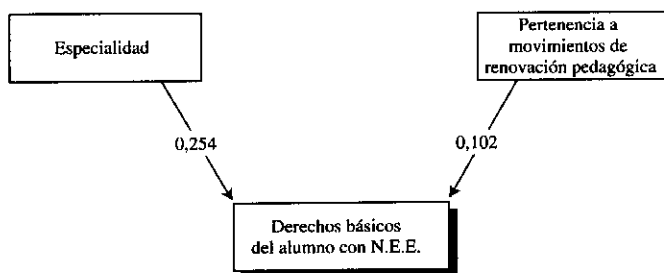 Especialidad
Pertenencia a
movimientos de
renovación pedagógica
0,254
0,102
Derechos básicos
del alumno con N.E.E.